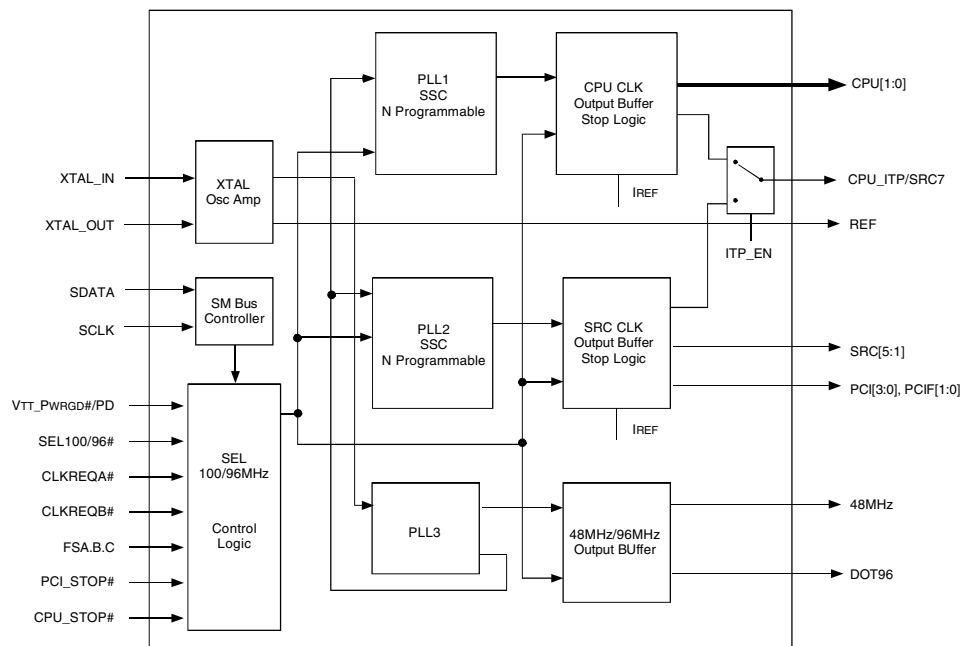 PLL1
SSC
N Programmable
CPU CLK
Output Buffer
Stop Logic
CPU[1:0]
XTAL_IN
XTAL
Osc Amp
IREF
CPU_ITP/SRC7
XTAL_OUT
REF
ITP_EN
SDATA
SM Bus
Controller
SCLK
PLL2
SSC
N Programmable
SRC CLK
Output Buffer
Stop Logic
SRC[5:1]
PCI[3:0], PCIF[1:0]
VTT_PWRGD#/PD
IREF
SEL100/96#
SEL
100/96MHz
CLKREQA#
CLKREQB#
Control
Logic
PLL3
48MHz/96MHz
Output BUffer
48MHz
FSA.B.C
PCI_STOP#
DOT96
CPU_STOP#